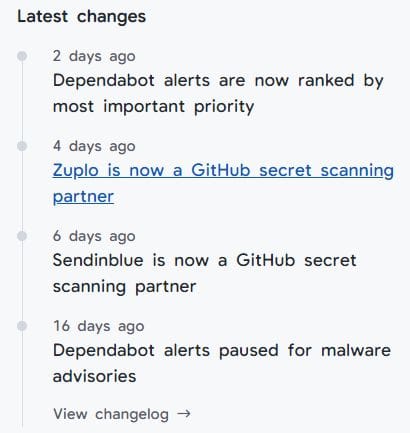 Latest changes
2 days ago
Dependabot alerts are now ranked by
most important priority
4 days ago
Zuplo is now a GitHub secret scanning
partner
6 days ago
Sendinblue is now a GitHub secret
scanning partner
16 days ago
Dependabot alerts paused for malware
advisories
View changelog →